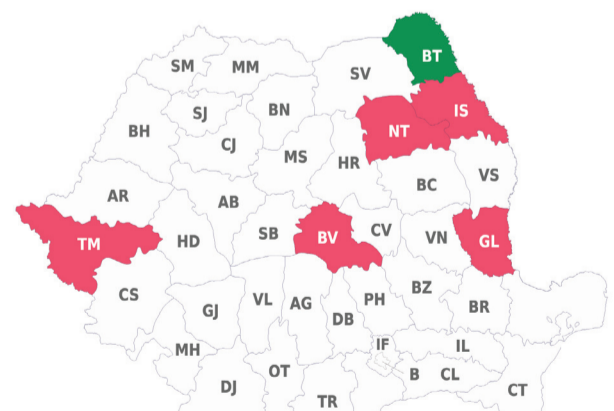 BT
SM
MM
SV
SJ
BN
IS
BH
NT
CJ
MS
HR
VS
AR
BC
AB
TM
HD
SB
BV
CV
VN
GL
CS
GJ
VL
AG
PH
BZ
DB
BR
MH
IF
IL
OT
B
CL
DJ
CT
TR